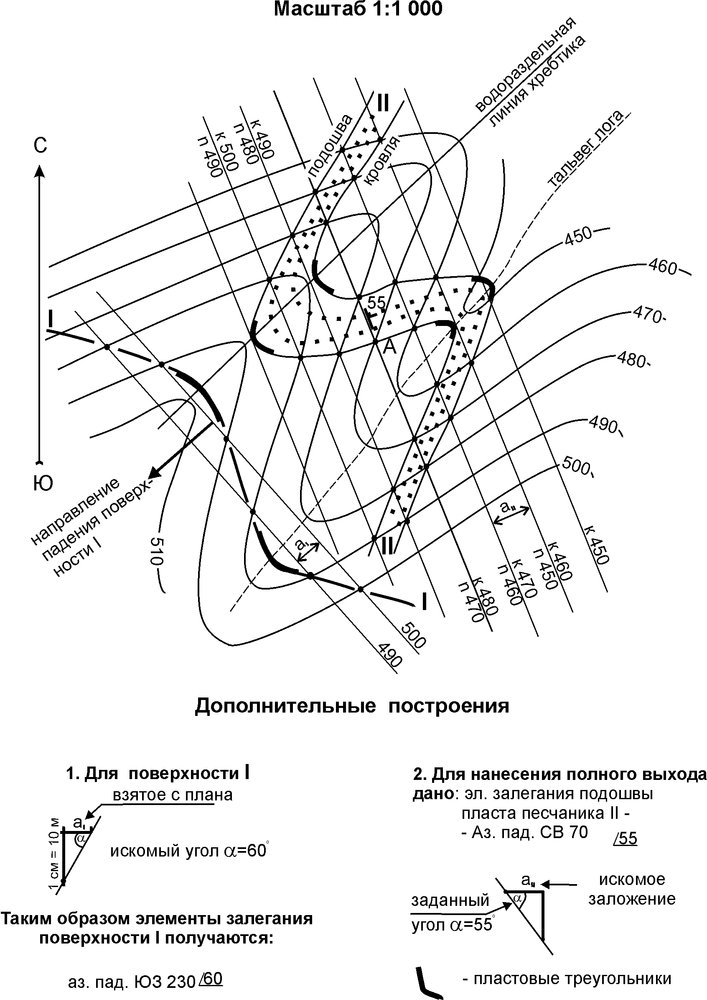 Масштаб 1:1 000
водораздельная
линия хребтика
тальвег лога
II
подошва
кровля
к 490
п 480
к 500
п 490
С
Ю
I
450
460
470
480
490
500
55
А
направление
падения поверх-
ности I
510
aı
aıı
II
I
к 450
к 460
п 450
к 470
п 460
к 480
п 470
500
490
Дополнительные построения
1. Для поверхности I
взятое с плана
aı
α
1 см = 10 м
искомый угол α=60°
Таким образом элементы залегания
поверхности I получаются:
аз. пад. ЮЗ 230 /60
2. Для нанесения полного выхода
дано: эл. залегания подошвы
пласта песчаника II -
- Аз. пад. СВ 70 /55
aıı
искомое
заложение
α
заданный
угол α=55°
- пластовые треугольники